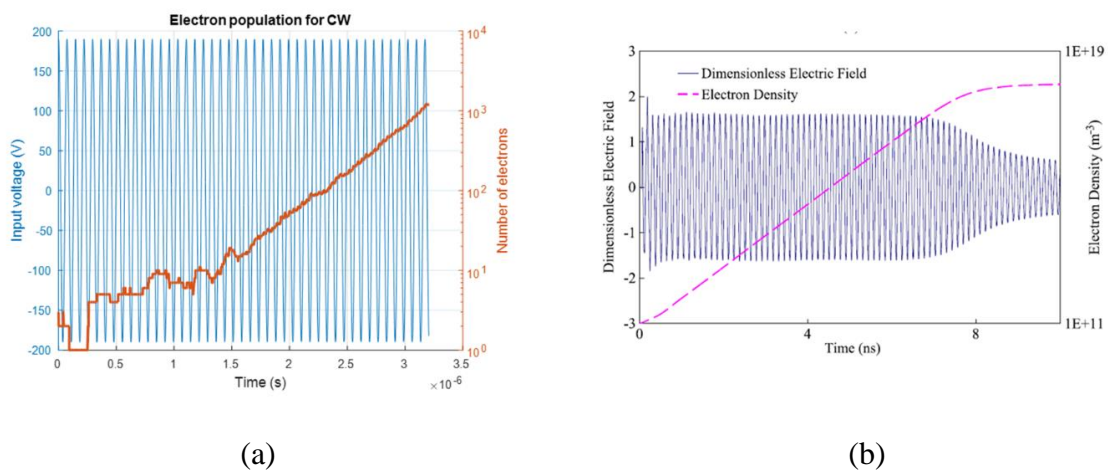 Electron population for CW
Input voltage (V)
200
150
100
50
0
-50
-100
-150
-200
0
0.5
1
1.5
2
2.5
3
3.5
Time (s)
×10^-6
10^4
10^3
10^2
10^1
10^0
Number of electrons
(a)
Dimensionless Electric Field
3
2
1
0
-1
-2
-3
Dimensionless Electric Field
Electron Density
0
4
8
Time (ns)
1E+19
1E+11
Electron Density (m^-3)
(b)